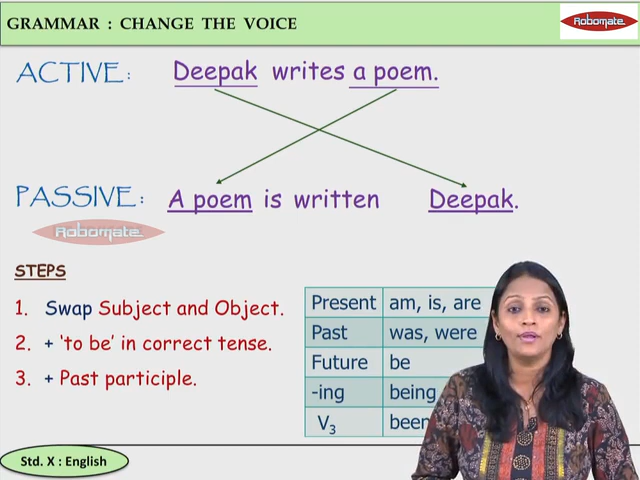 GRAMMAR : CHANGE THE VOICE
Robomate
ACTIVE: Deepak writes a poem.
PASSIVE: A poem is written Deepak.
Robomate
STEPS
1. Swap Subject and Object.
2. + ‘to be’ in correct tense.
3. + Past participle.
Present am, is, are
Past was, were
Future be
-ing being
V3 been
Std. X : English